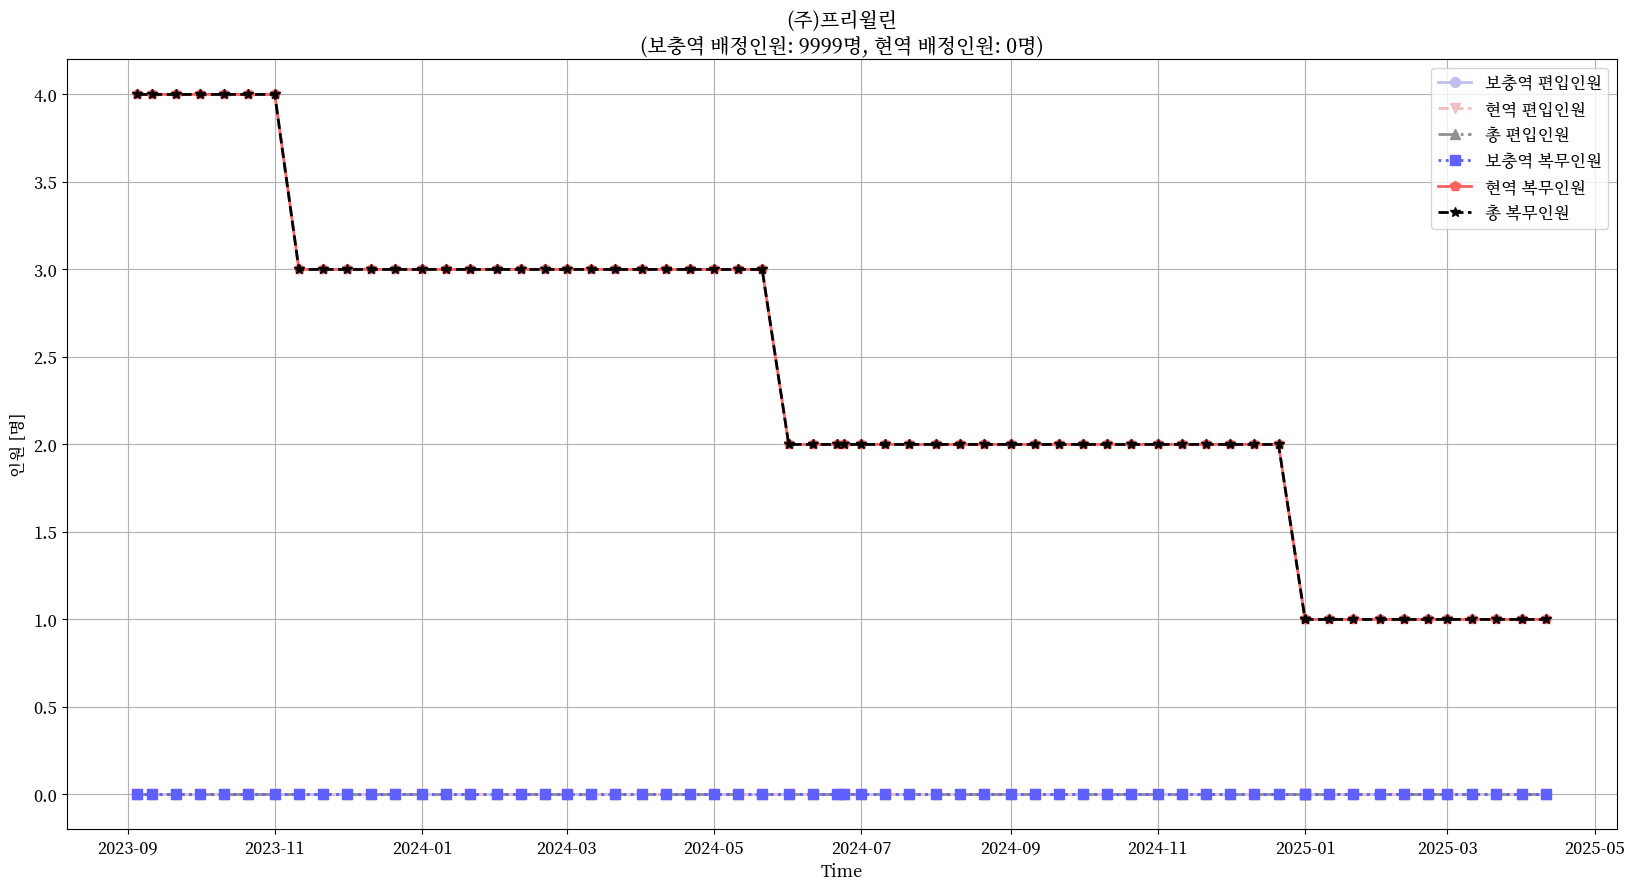 (주)프리윌린
(보충역 배정인원: 9999명, 현역 배정인원: 0명)
보충역 편입인원
현역 편입인원
총 편입인원
보충역 복무인원
현역 복무인원
총 복무인원
4.0
3.5
3.0
2.5
2.0
1.5
1.0
0.5
0.0
인원 [명]
2023-09 2023-11 2024-01 2024-03 2024-05 2024-07 2024-09 2024-11 2025-01 2025-03 2025-05
Time